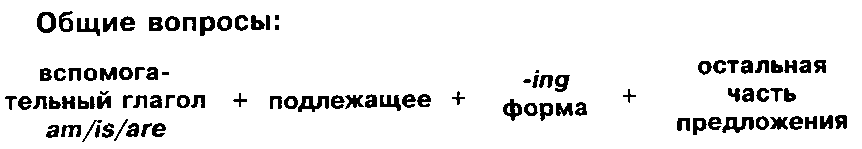 Общие вопросы:
вспомога-
тельный глагол
am/is/are
+
подлежащее
+
-ing
форма
+
остальная
часть
предложения